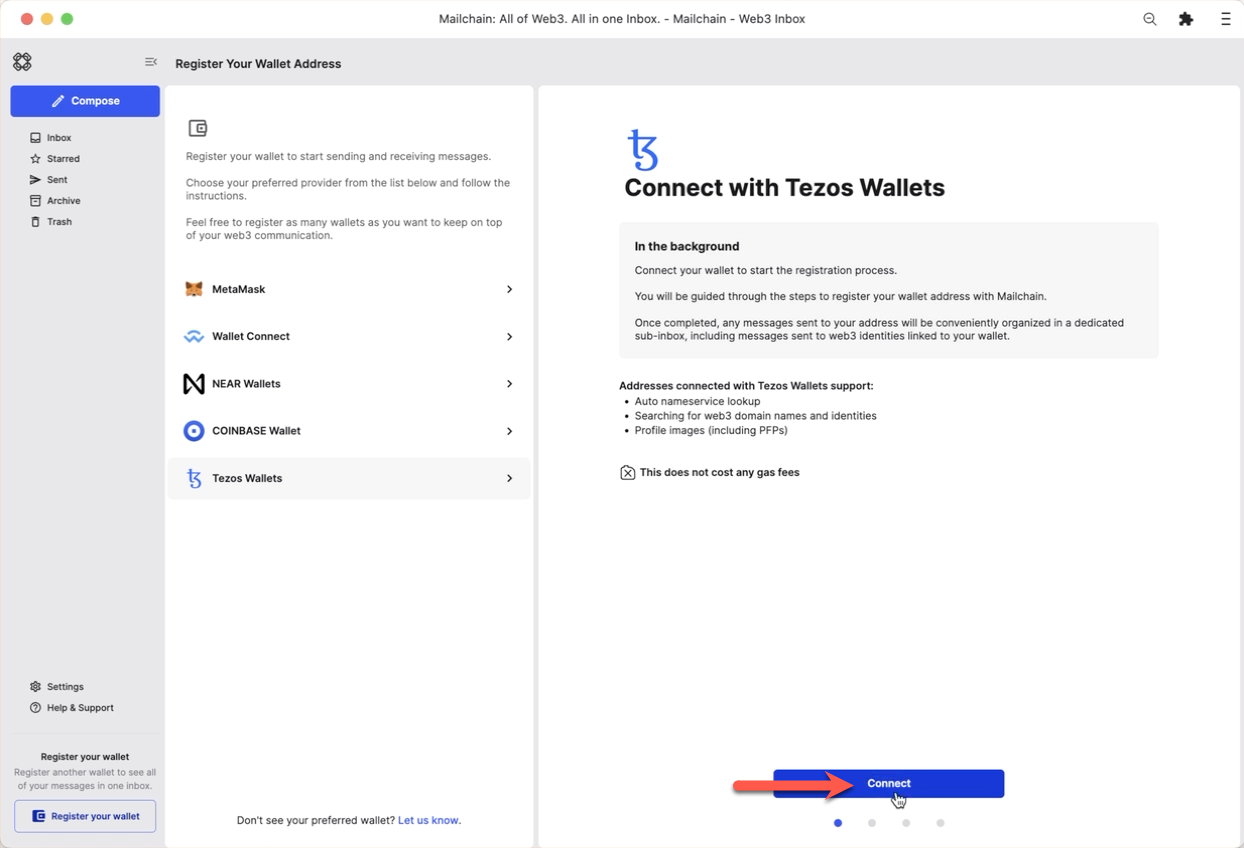 Mailchain: All of Web3. All in one Inbox. - Mailchain - Web3 Inbox
Register Your Wallet Address
Compose
Inbox
Starred
Sent
Archive
Trash
Settings
Help & Support
Register your wallet
Register another wallet to see all
of your messages in one inbox.
Register your wallet
Register your wallet to start sending and receiving messages.
Choose your preferred provider from the list below and follow the
instructions.
Feel free to register as many wallets as you want to keep on top
of your web3 communication.
MetaMask
Wallet Connect
NEAR Wallets
COINBASE Wallet
Tezos Wallets
Don't see your preferred wallet? Let us know.
Connect with Tezos Wallets
In the background
Connect your wallet to start the registration process.
You will be guided through the steps to register your wallet address with Mailchain.
Once completed, any messages sent to your address will be conveniently organized in a dedicated
sub-inbox, including messages sent to web3 identities linked to your wallet.
Addresses connected with Tezos Wallets support:
• Auto nameservice lookup
• Searching for web3 domain names and identities
• Profile images (including PFPs)
This does not cost any gas fees
Connect